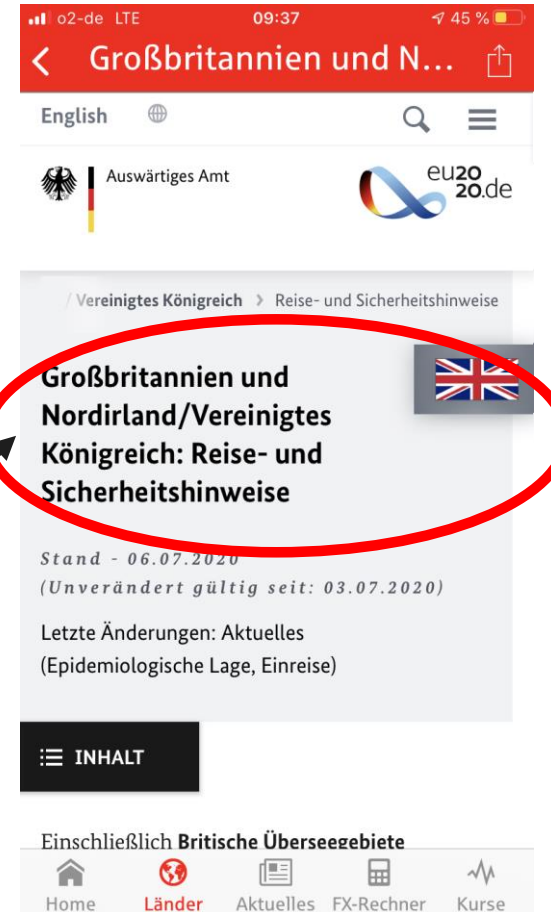 o2-de LTE 09:37 45 %
Großbritannien und N...
English
Auswärtiges Amt
eu20
20.de
/ Vereinigtes Königreich > Reise- und Sicherheitshinweise
Großbritannien und
Nordirland/Vereinigtes
Königreich: Reise- und
Sicherheitshinweise
Stand - 06.07.2020
(Unverändert gültig seit: 03.07.2020)
Letzte Änderungen: Aktuelles
(Epidemiologische Lage, Einreise)
INHALT
Einschließlich Britische Überseegebiete
Home Länder Aktuelles FX-Rechner Kurse